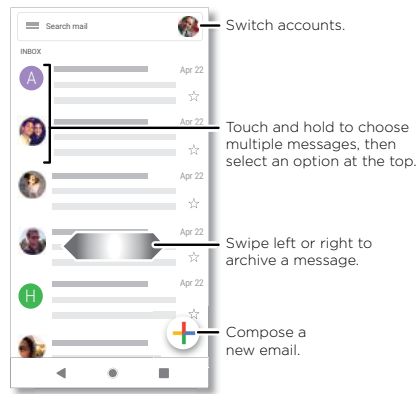 Search mail
Switch accounts.
INBOX
A
Apr 22
Apr 22
Touch and hold to choose
multiple messages, then
select an option at the top.
Apr 22
Apr 22
Swipe left or right to
archive a message.
H
Apr 22
Compose a
new email.